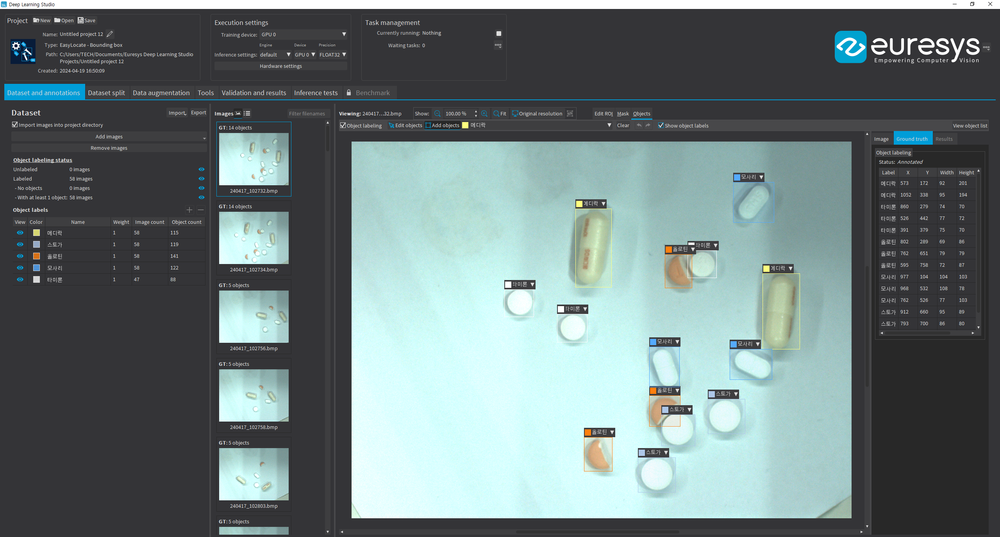 Deep Learning Studio
Project New Open Save
Name: Untitled project 12
Type: EasyLocate - Bounding box
Path: C:/Users/TECH/Documents/Euresys Deep Learning Studio
Projects/Untitled project 12
Created: 2024-04-19 16:50:09
Execution settings
Training device: GPU 0
Engine Device Precision
Inference settings: default GPU 0 FLOAT32
Hardware settings
Task management
Currently running: Nothing
Waiting tasks: 0
euresys
Empowering Computer Vision
Dataset and annotations Dataset split Data augmentation Tools Validation and results Inference tests Benchmark
Dataset Import Export
Import images into project directory
Add images
Remove images
Object labeling status
Unlabeled 0 images
Labeled 58 images
- No objects 0 images
- With at least 1 object: 58 images
Object labels
View Color Name Weight Image count Object count
메디락 1 58 115
스토가 1 58 119
올로틴 1 58 141
모사리 1 58 122
타미론 1 47 88
Images Filter filenames
GT: 14 objects
240417_102732.bmp
GT: 14 objects
240417_102734.bmp
GT: 5 objects
240417_102756.bmp
GT: 5 objects
240417_102758.bmp
GT: 5 objects
240417_102803.bmp
GT: 5 objects
Viewing: 240417...32.bmp Show: 100.00 % Fit Original resolution Edit ROI Mask Objects
Object labeling Edit objects Add objects 메디락 Clear Show object labels View object list
모사리
메디락
타미론
올로틴
메디락
타미론
타미론
모사리
모사리
올로틴
스토가
스토가
올로틴
스토가
Image Ground truth Results
Object labeling
Status: Annotated
Label X Y Width Height
메디락 573 172 92 201
메디락 1052 338 95 194
타미론 860 279 74 70
타미론 526 442 77 72
타미론 391 379 75 70
올로틴 802 289 69 86
올로틴 762 651 79 79
올로틴 595 758 72 87
모사리 977 104 104 103
모사리 968 532 108 78
모사리 762 526 77 103
스토가 912 660 95 89
스토가 793 700 86 80